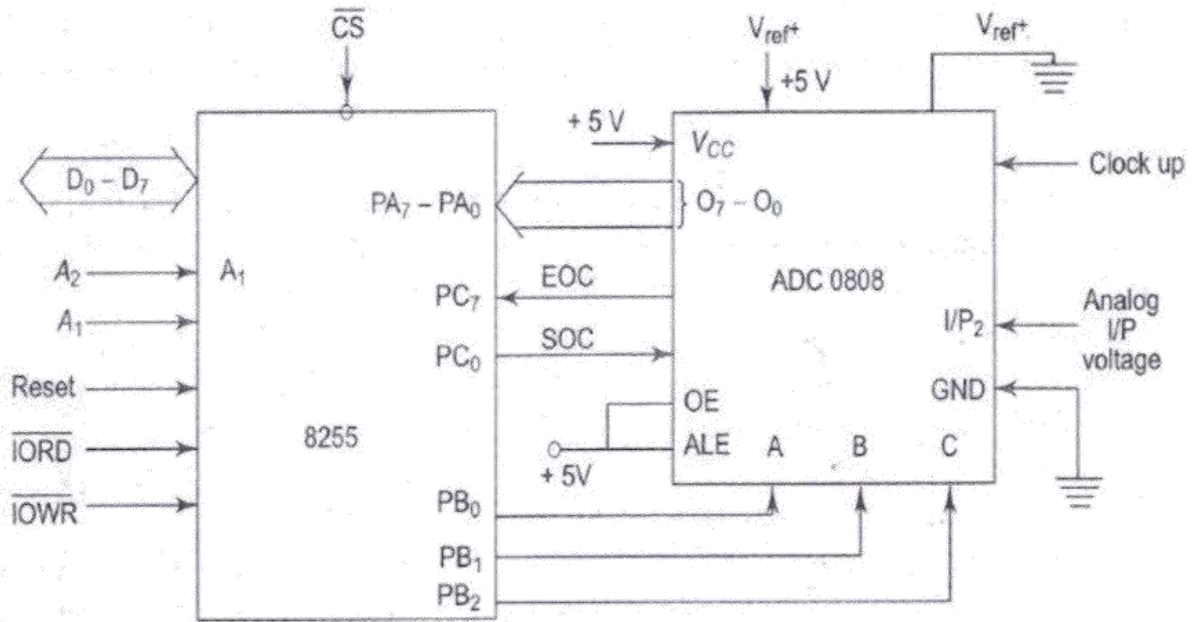 CS
Vref+
Vref+
+5 V
+ 5 V
VCC
Clock up
D0 – D7
PA7 – PA0
O7 – O0
A2
A1
EOC
ADC 0808
PC7
Analog
I/P
voltage
I/P2
A1
SOC
PC0
Reset
GND
OE
8255
IORD
ALE
A
B
C
+ 5V
IOWR
PB0
PB1
PB2